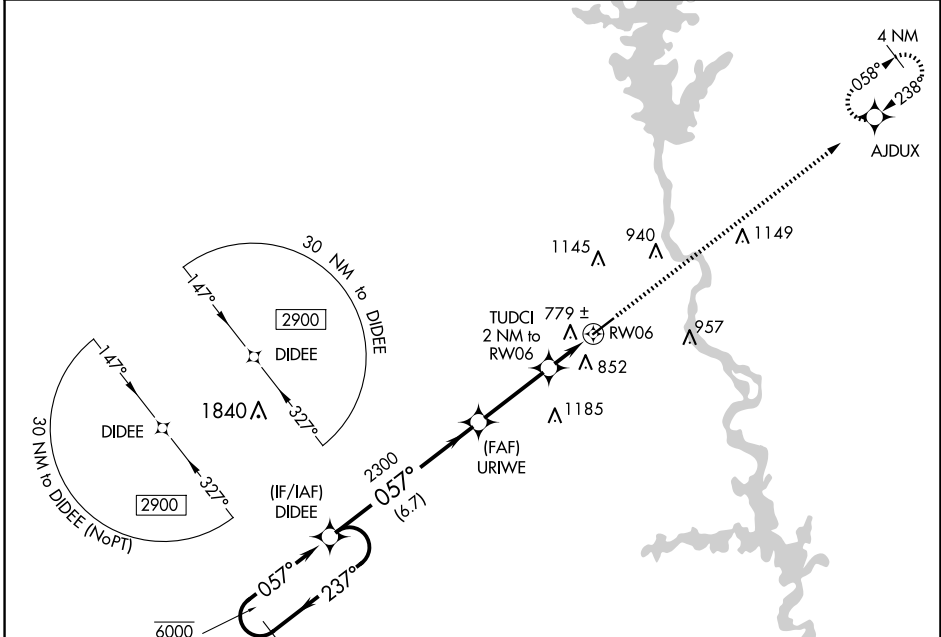 4 NM
058°
238°
AJDUX
1149
940
1145
30 NM to DIDEE
147°
2900
DIDEE
327°
TUDCI
2 NM to
RW06
779 ±
RW06
957
852
147°
1840
DIDEE
1185
30 NM to DIDEE (NoPT)
327°
2900
(FAF)
URIWE
2300
057°
(6.7)
(IF/IAF)
DIDEE
057°
237°
6000